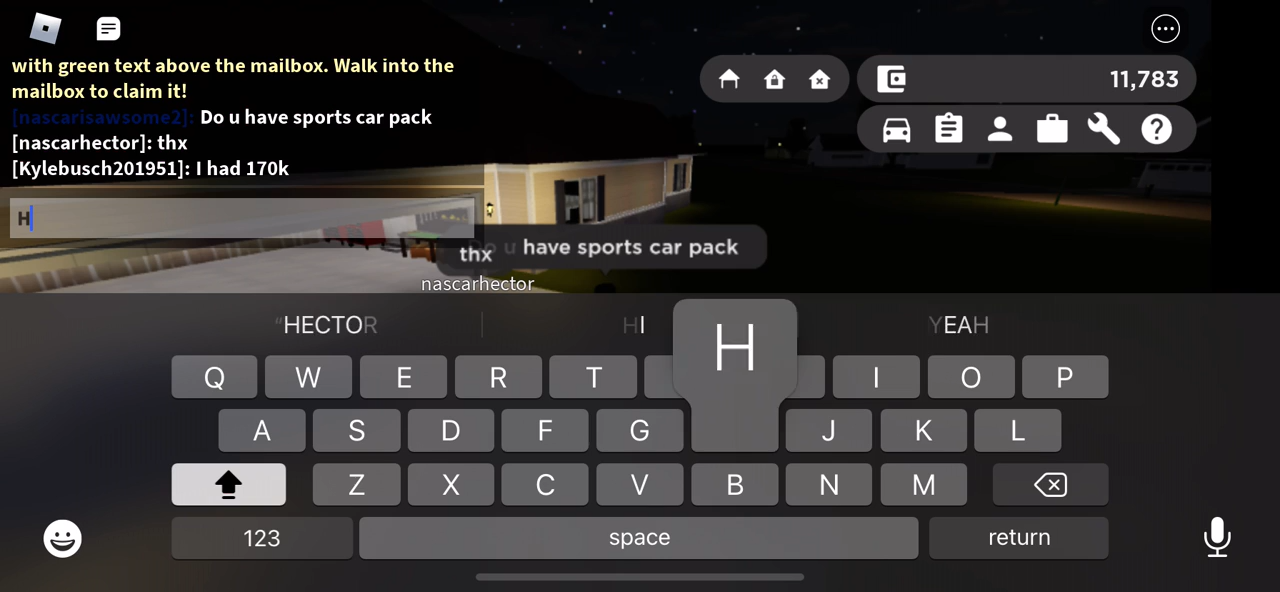 with green text above the mailbox. Walk into the
mailbox to claim it!
[nascarisawsome2]: Do u have sports car pack
[nascarhector]: thx
[Kylebusch201951]: I had 170k
11,783
H
Do u have sports car pack
thx
nascarhector
"HECTOR
HI
YEAH
H
Q W E R T I O P
A S D F G J K L
Z X C V B N M
123 space return